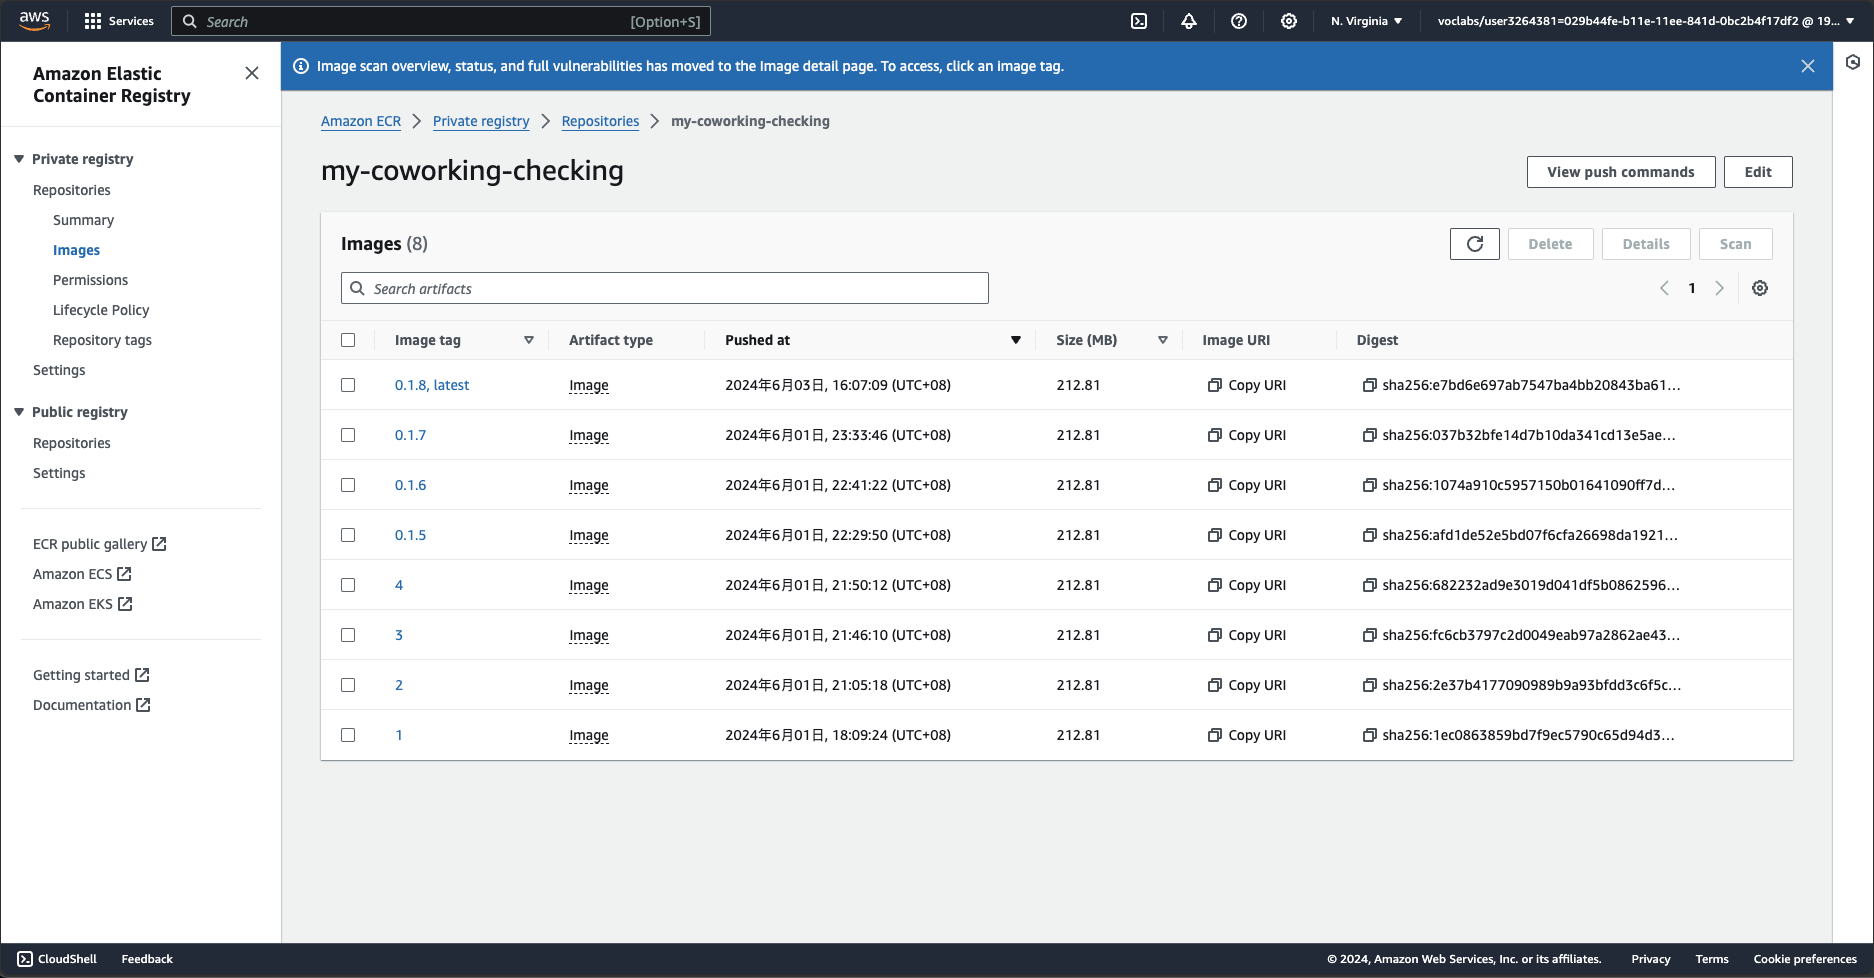 aws Services Search [Option+S] N. Virginia voclabs/user3264381=029b44fe-b11e-11ee-841d-0bc2b4f17df2 @ 19...
Amazon Elastic
Container Registry
Private registry
Repositories
Summary
Images
Permissions
Lifecycle Policy
Repository tags
Settings
Public registry
Repositories
Settings
ECR public gallery
Amazon ECS
Amazon EKS
Getting started
Documentation
Image scan overview, status, and full vulnerabilities has moved to the Image detail page. To access, click an image tag.
Amazon ECR Private registry Repositories my-coworking-checking
my-coworking-checking
View push commands Edit
Images (8)
Delete Details Scan
Search artifacts
1
Image tag Artifact type Pushed at Size (MB) Image URI Digest
0.1.8, latest Image 2024年6月03日, 16:07:09 (UTC+08) 212.81 Copy URI sha256:e7bd6e697ab7547ba4bb20843ba61...
0.1.7 Image 2024年6月01日, 23:33:46 (UTC+08) 212.81 Copy URI sha256:037b32bfe14d7b10da341cd13e5ae...
0.1.6 Image 2024年6月01日, 22:41:22 (UTC+08) 212.81 Copy URI sha256:1074a910c5957150b01641090ff7d...
0.1.5 Image 2024年6月01日, 22:29:50 (UTC+08) 212.81 Copy URI sha256:afd1de52e5bd07f6cfa26698da1921...
4 Image 2024年6月01日, 21:50:12 (UTC+08) 212.81 Copy URI sha256:682232ad9e3019d041df5b0862596...
3 Image 2024年6月01日, 21:46:10 (UTC+08) 212.81 Copy URI sha256:fc6cb3797c2d0049eab97a2862ae43...
2 Image 2024年6月01日, 21:05:18 (UTC+08) 212.81 Copy URI sha256:2e37b4177090989b9a93bfdd3c6f5c...
1 Image 2024年6月01日, 18:09:24 (UTC+08) 212.81 Copy URI sha256:1ec0863859bd7f9ec5790c65d94d3...
CloudShell Feedback © 2024, Amazon Web Services, Inc. or its affiliates. Privacy Terms Cookie preferences